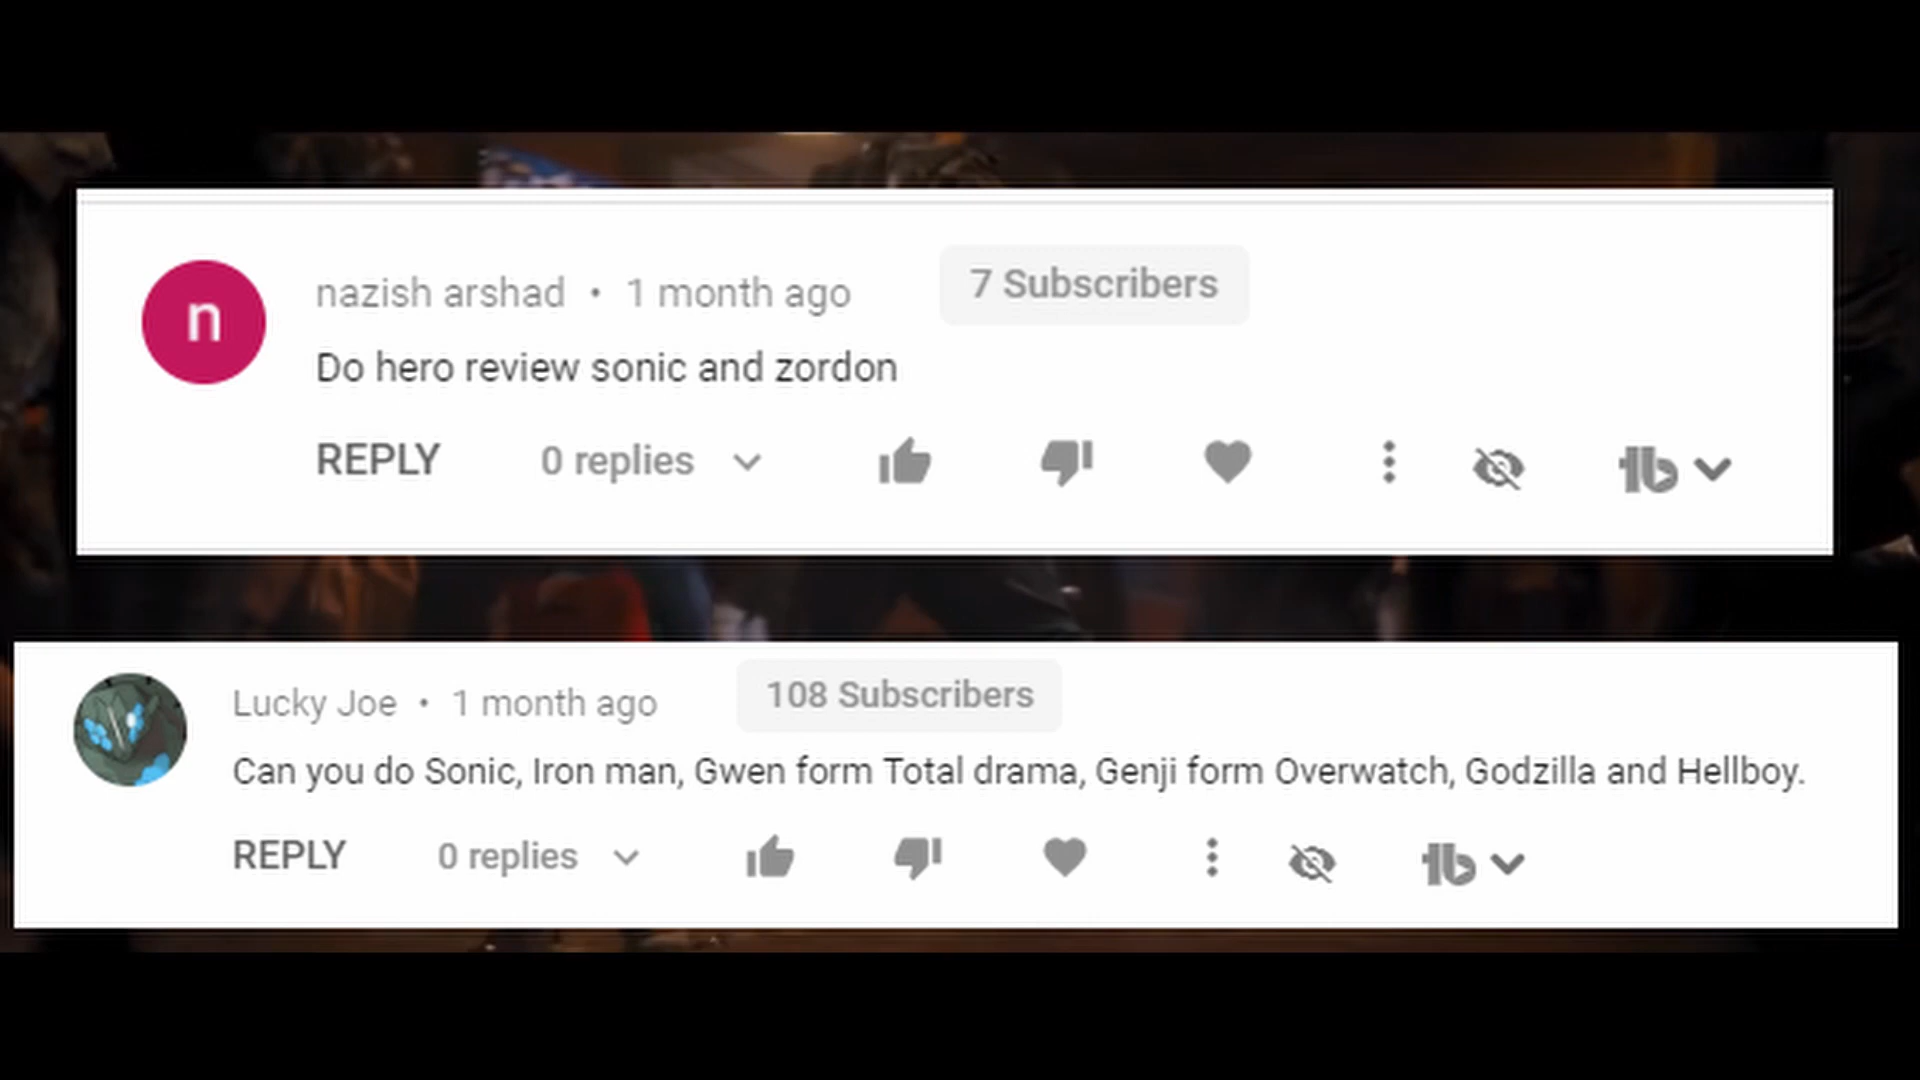 n
nazish arshad • 1 month ago 7 Subscribers
Do hero review sonic and zordon
REPLY 0 replies
Lucky Joe • 1 month ago 108 Subscribers
Can you do Sonic, Iron man, Gwen form Total drama, Genji form Overwatch, Godzilla and Hellboy.
REPLY 0 replies